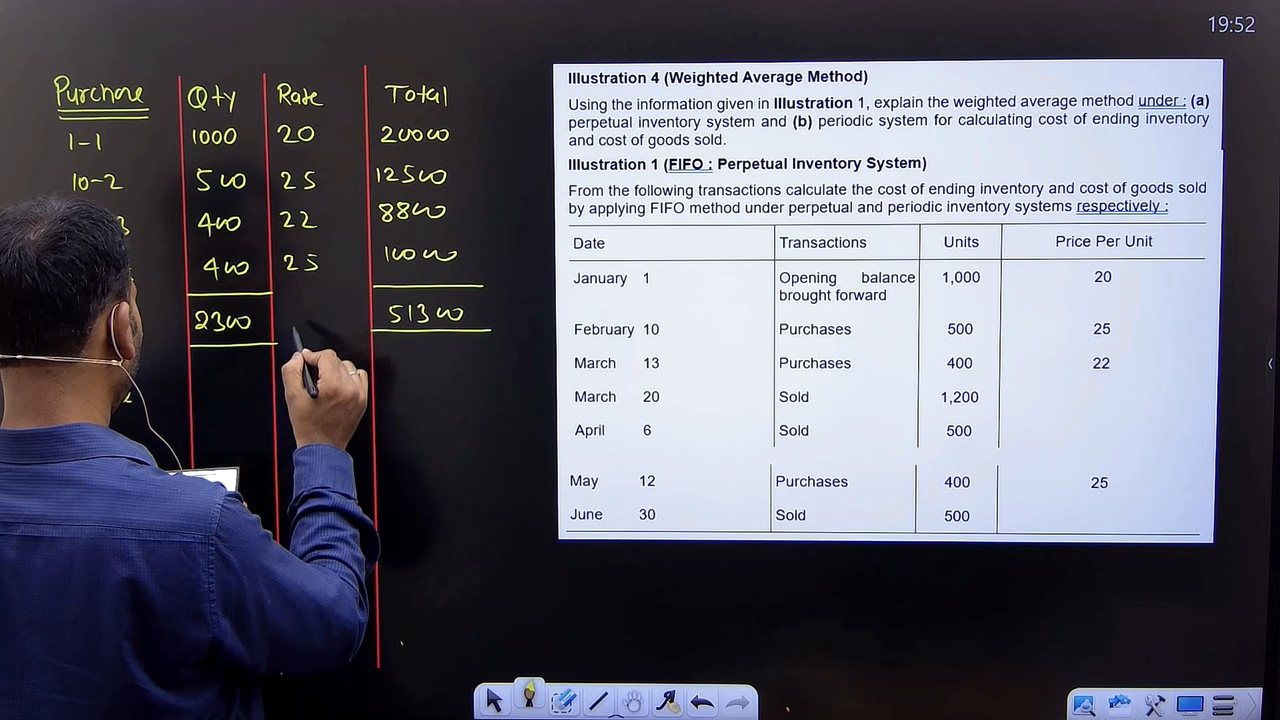 19:52
Purchase Qty Rate Total
1-1 1000 20 20000
10-2 500 25 12500
3 400 22 8800
400 25 10000
2300 51300
Illustration 4 (Weighted Average Method)
Using the information given in Illustration 1, explain the weighted average method under : (a)
perpetual inventory system and (b) periodic system for calculating cost of ending inventory
and cost of goods sold.
Illustration 1 (FIFO : Perpetual Inventory System)
From the following transactions calculate the cost of ending inventory and cost of goods sold
by applying FIFO method under perpetual and periodic inventory systems respectively :
Date Transactions Units Price Per Unit
January 1 Opening balance 1,000 20
brought forward
February 10 Purchases 500 25
March 13 Purchases 400 22
March 20 Sold 1,200
April 6 Sold 500
May 12 Purchases 400 25
June 30 Sold 500